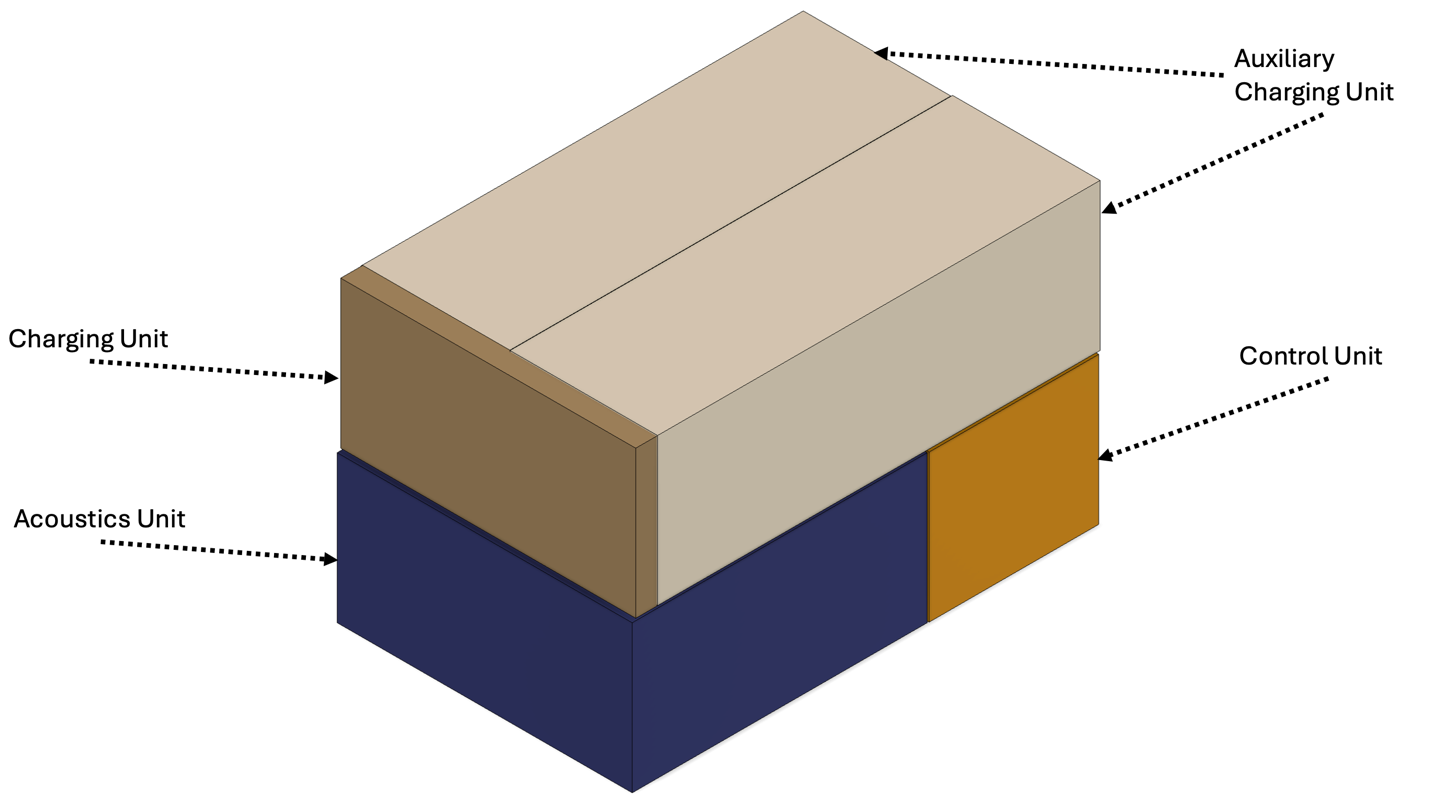 Auxiliary
Charging Unit
Charging Unit
Control Unit
Acoustics Unit